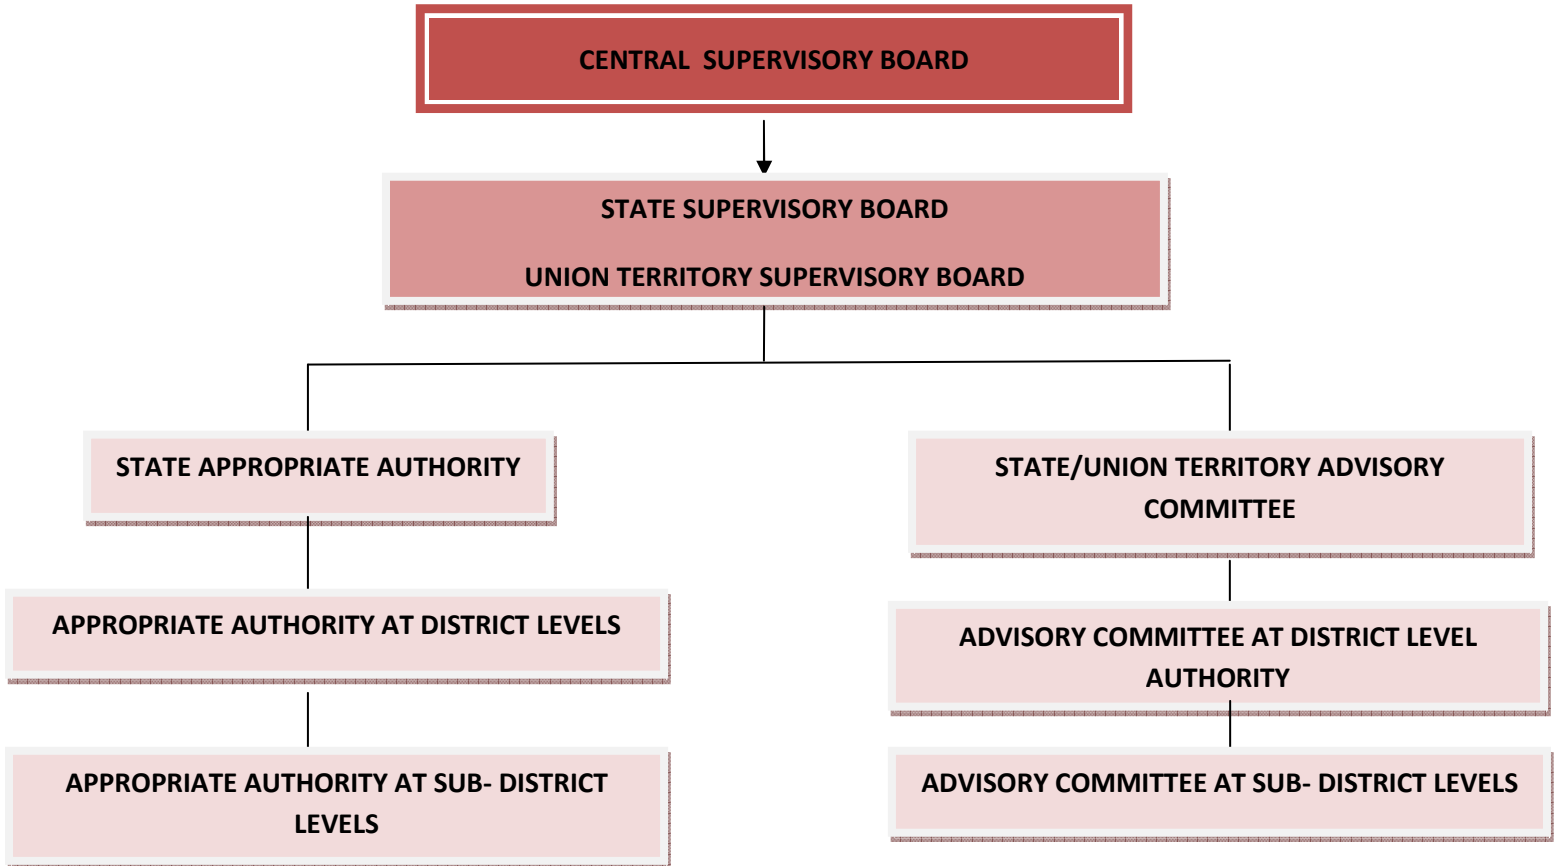 CENTRAL SUPERVISORY BOARD
STATE SUPERVISORY BOARD
UNION TERRITORY SUPERVISORY BOARD
STATE APPROPRIATE AUTHORITY
APPROPRIATE AUTHORITY AT DISTRICT LEVELS
APPROPRIATE AUTHORITY AT SUB- DISTRICT
LEVELS
STATE/UNION TERRITORY ADVISORY
COMMITTEE
ADVISORY COMMITTEE AT DISTRICT LEVEL
AUTHORITY
ADVISORY COMMITTEE AT SUB- DISTRICT LEVELS